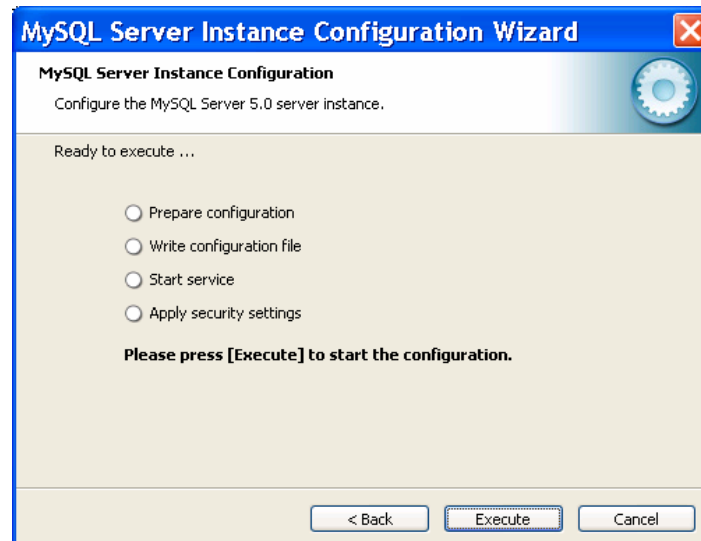 MySQL Server Instance Configuration Wizard
MySQL Server Instance Configuration
Configure the MySQL Server 5.0 server instance.
Ready to execute ...
Prepare configuration
Write configuration file
Start service
Apply security settings
Please press [Execute] to start the configuration.
< Back Execute Cancel